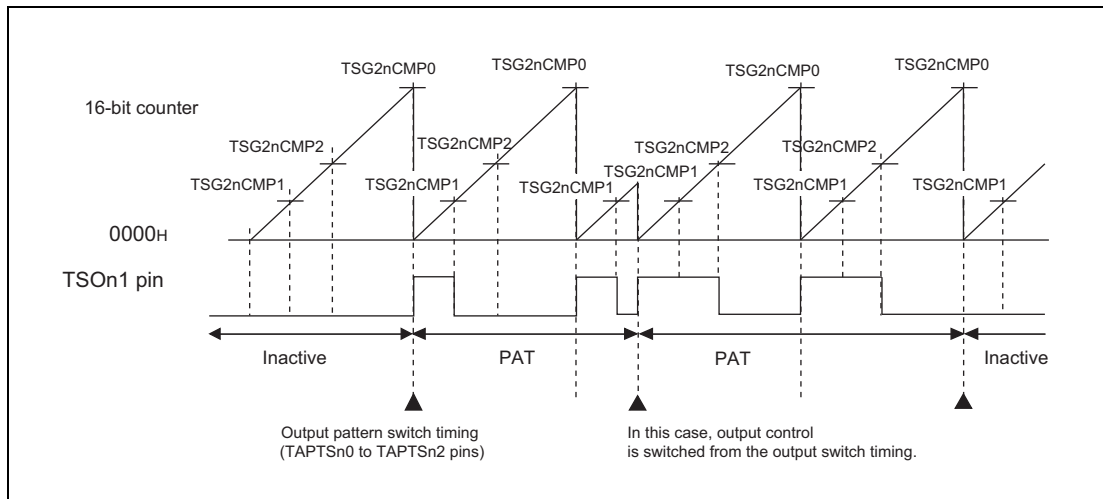 TSG2nCMP0 TSG2nCMP0 TSG2nCMP0 TSG2nCMP0
16-bit counter
TSG2nCMP2 TSG2nCMP2 TSG2nCMP2 TSG2nCMP2
TSG2nCMP1 TSG2nCMP1 TSG2nCMP1 TSG2nCMP1 TSG2nCMP1 TSG2nCMP1
0000H
TSOn1 pin
Inactive PAT PAT Inactive
Output pattern switch timing
(TAPTSn0 to TAPTSn2 pins)
In this case, output control
is switched from the output switch timing.